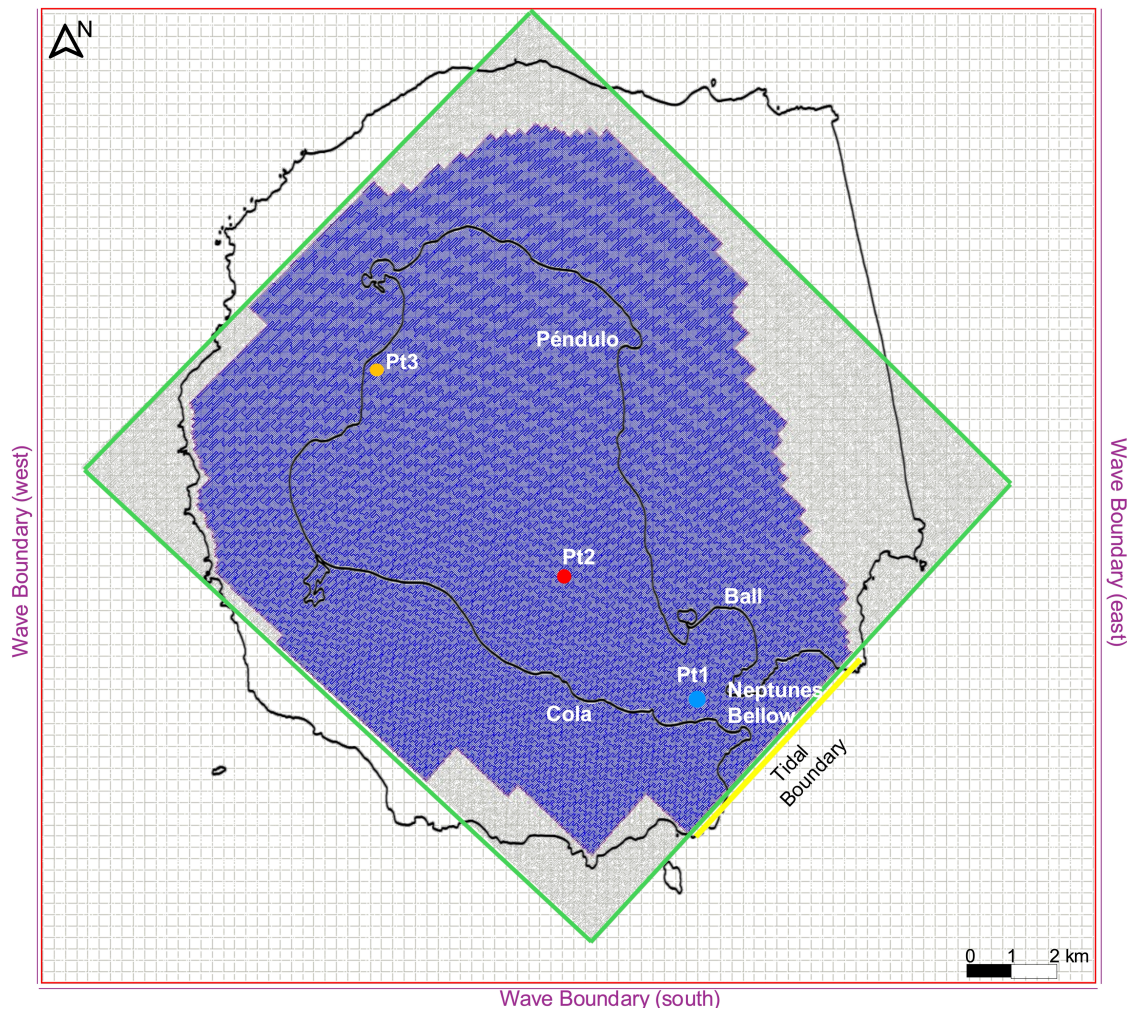 N
Péndulo
Pt3
Wave Boundary (west)
Wave Boundary (east)
Pt2
Ball
Pt1
Neptunes
Bellow
Cola
Tidal
Boundary
0 1 2 km
Wave Boundary (south)